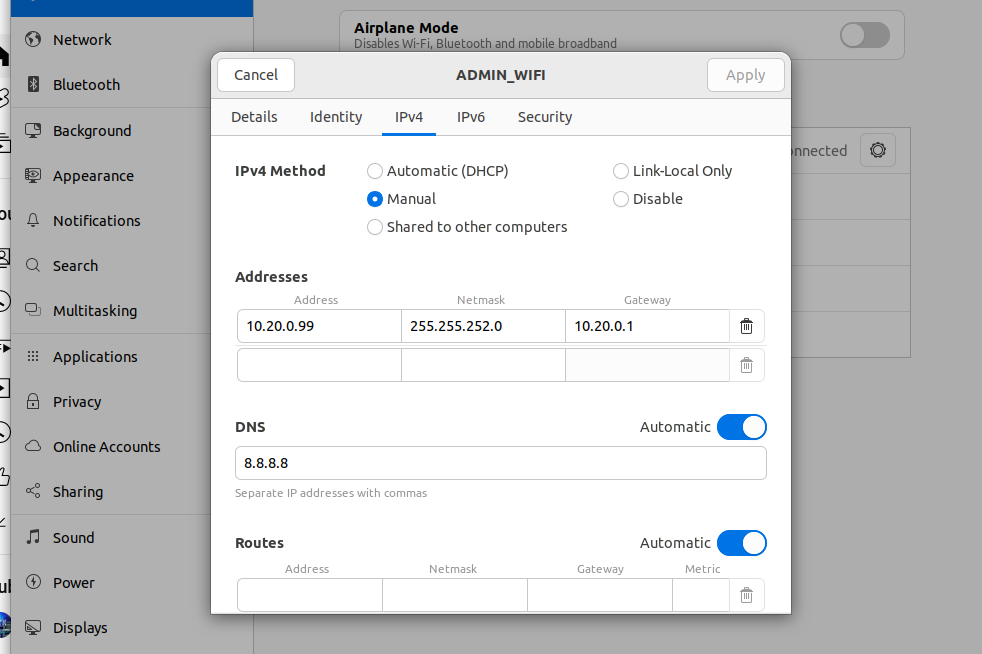 Airplane Mode
Disables Wi-Fi, Bluetooth and mobile broadband
Network
Bluetooth
Background
Appearance
Notifications
Search
Multitasking
Applications
Privacy
Online Accounts
Sharing
Sound
Power
Displays
Cancel
ADMIN_WIFI
Apply
Details Identity IPv4 IPv6 Security
IPv4 Method
Automatic (DHCP) Link-Local Only
Manual Disable
Shared to other computers
Addresses
Address Netmask Gateway
10.20.0.99 255.255.252.0 10.20.0.1
DNS Automatic
8.8.8.8
Separate IP addresses with commas
Routes Automatic
Address Netmask Gateway Metric